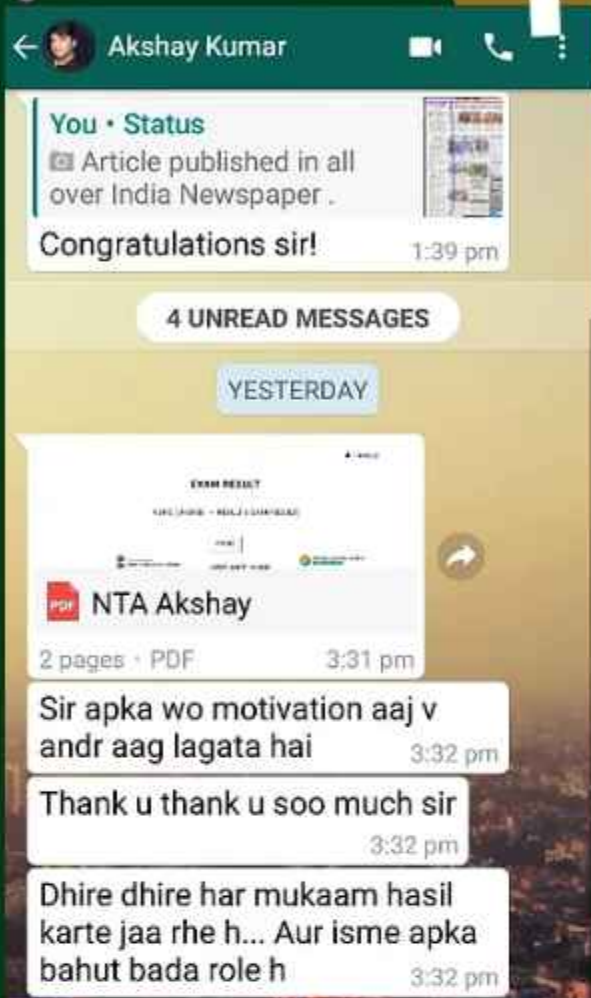 Akshay Kumar
You • Status
Article published in all
over India Newspaper .
Congratulations sir!
1:39 pm
4 UNREAD MESSAGES
YESTERDAY
EXAM RESULT
PDF
NTA Akshay
2 pages · PDF
3:31 pm
Sir apka wo motivation aaj v
andr aag lagata hai
3:32 pm
Thank u thank u soo much sir
3:32 pm
Dhire dhire har mukaam hasil
karte jaa rhe h... Aur isme apka
bahut bada role h
3:32 pm